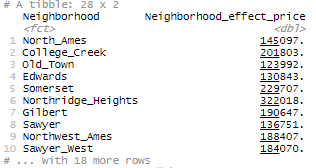 # A tibble: 28 x 2
Neighborhood Neighborhood_effect_price
<fct> <dbl>
1 North_Ames 145097.
2 College_Creek 201803.
3 Old_Town 123992.
4 Edwards 130843.
5 Somerset 229707.
6 Northridge_Heights 322018.
7 Gilbert 190647.
8 Sawyer 136751.
9 Northwest_Ames 188407.
10 Sawyer_West 184070.
# ... with 18 more rows